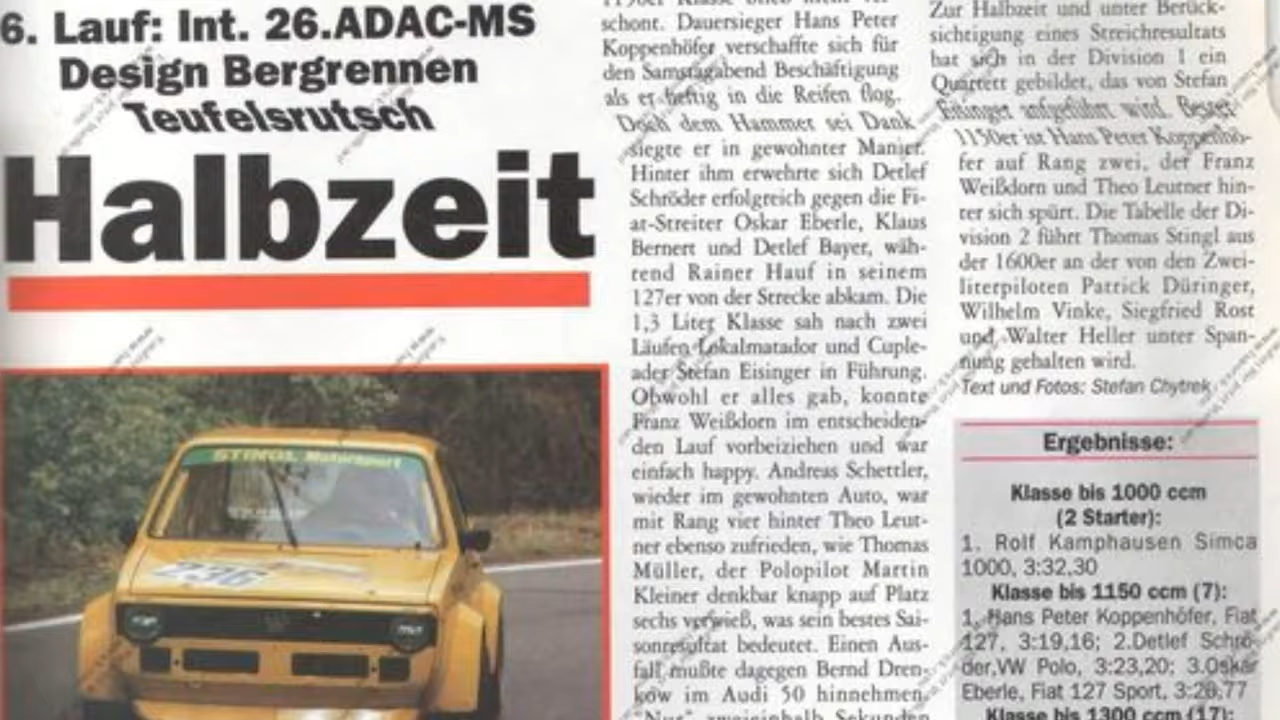 6. Lauf: Int. 26.ADAC-MS
Design Bergrennen
Teufelsrutsch
Halbzeit
STINGL Motorsport
236
schont. Dauersieger Hans Peter
Koppenhöfer verschaffte sich für
den Samstagabend Beschäftigung
als er heftig in die Reifen flog.
Doch dem Hammer sei Dank
siegte er in gewohnter Manier.
Hinter ihm erwehrte sich Detlef
Schröder erfolgreich gegen die Fi-
at-Streiter Oskar Eberle, Klaus
Bernert und Detlef Bayer, wäh-
rend Rainer Hauf in seinem
127er von der Strecke abkam. Die
1,3 Liter Klasse sah nach zwei
Läufen Lokalmatador und Cuple-
ader Stefan Eisinger in Führung.
Obwohl er alles gab, konnte
Franz Weißdorn im entscheiden-
den Lauf vorbeiziehen und war
einfach happy. Andreas Schettler,
wieder im gewohnten Auto, war
mit Rang vier hinter Theo Leut-
ner ebenso zufrieden, wie Thomas
Müller, der Polopilot Martin
Kleiner denkbar knapp auf Platz
sechs verwieß, was sein bestes Sai-
sonresultat bedeutet. Einen Aus-
fall mußte dagegen Bernd Dren-
kow im Audi 50 hinnehmen.
"Nur" zweieinhalb Sekunden
Zur Halbzeit und unter Berück-
sichtigung eines Streichresultats
hat sich in der Division 1 ein
Quartett gebildet, das von Stefan
Eisinger angeführt wird. Bester
1150er ist Hans Peter Koppenhö-
fer auf Rang zwei, der Franz
Weißdorn und Theo Leutner hin-
ter sich spürt. Die Tabelle der Di-
vision 2 führt Thomas Stingl aus
der 1600er an der von den Zwei-
literpiloten Patrick Düringer,
Wilhelm Vinke, Siegfried Rost
und Walter Heller unter Span-
nung gehalten wird.
Text und Fotos: Stefan Chytrek
Ergebnisse:
Klasse bis 1000 ccm
(2 Starter):
1. Rolf Kamphausen Simca
1000, 3:32,30
Klasse bis 1150 ccm (7):
1. Hans Peter Koppenhöfer, Fiat
127, 3:19,16; 2.Detlef Schrö-
der,VW Polo, 3:23,20; 3.Oskar
Eberle, Fiat 127 Sport, 3:28,77
Klasse bis 1300 ccm (17):